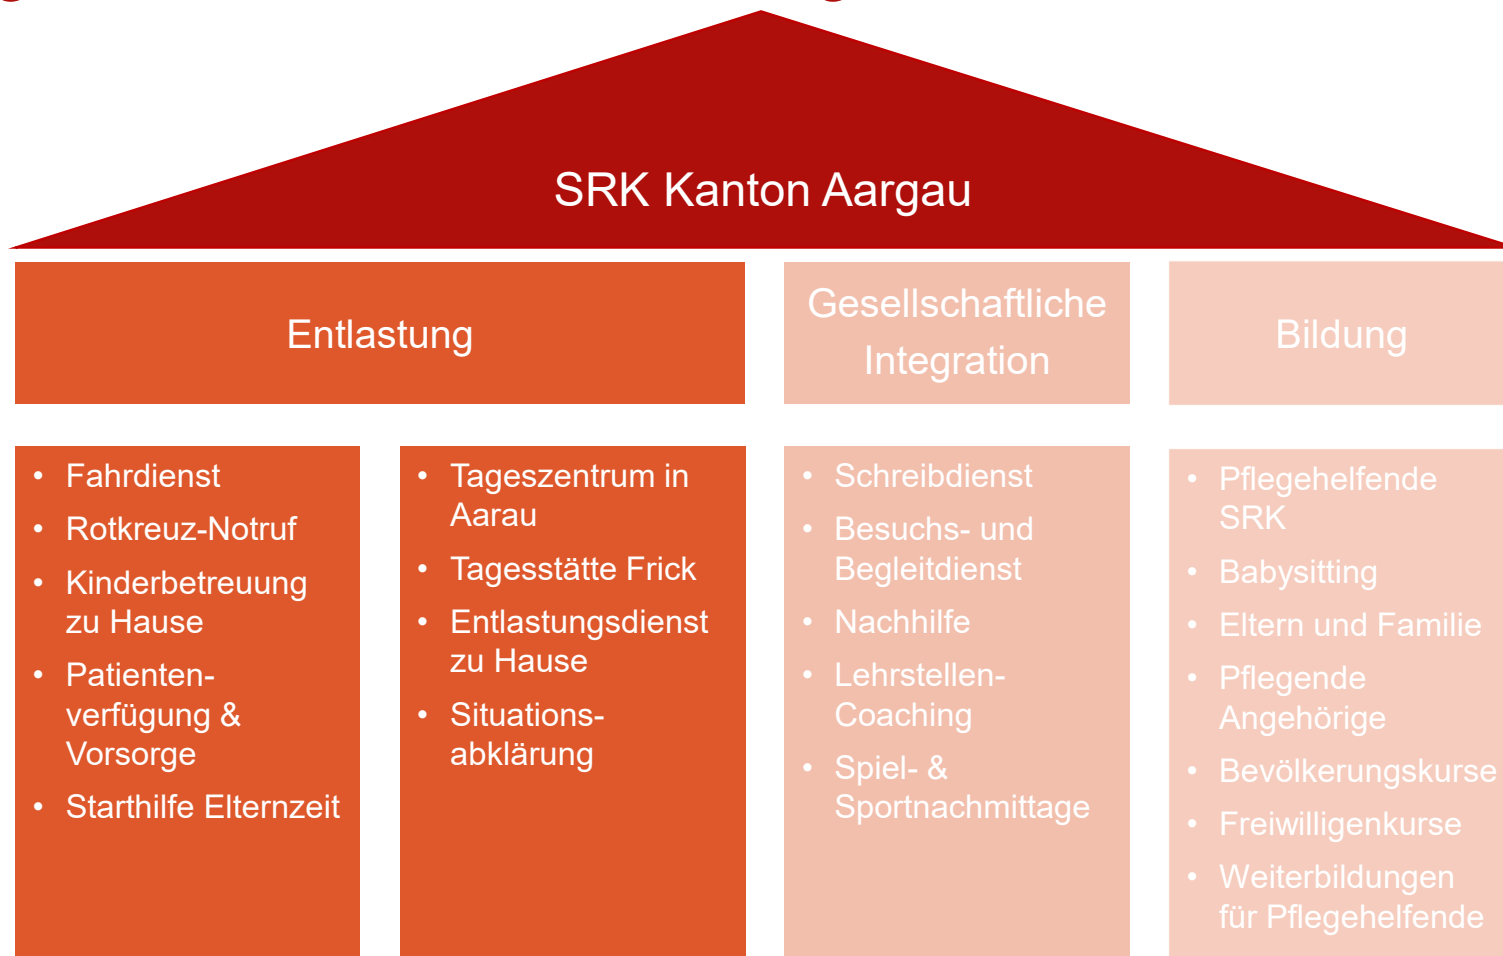 SRK Kanton Aargau
Entlastung
Gesellschaftliche
Integration
Bildung
• Fahrdienst
• Rotkreuz-Notruf
• Kinderbetreuung
zu Hause
• Patienten-
verfügung &
Vorsorge
• Starthilfe Elternzeit
• Tageszentrum in
Aarau
• Tagesstätte Frick
• Entlastungsdienst
zu Hause
• Situations-
abklärung
• Schreibdienst
• Besuchs- und
Begleitdienst
• Nachhilfe
• Lehrstellen-
Coaching
• Spiel- &
Sportnachmittage
• Pflegehelfende
SRK
• Babysitting
• Eltern und Familie
• Pflegende
Angehörige
• Bevölkerungskurse
• Freiwilligenkurse
• Weiterbildungen
für Pflegehelfende